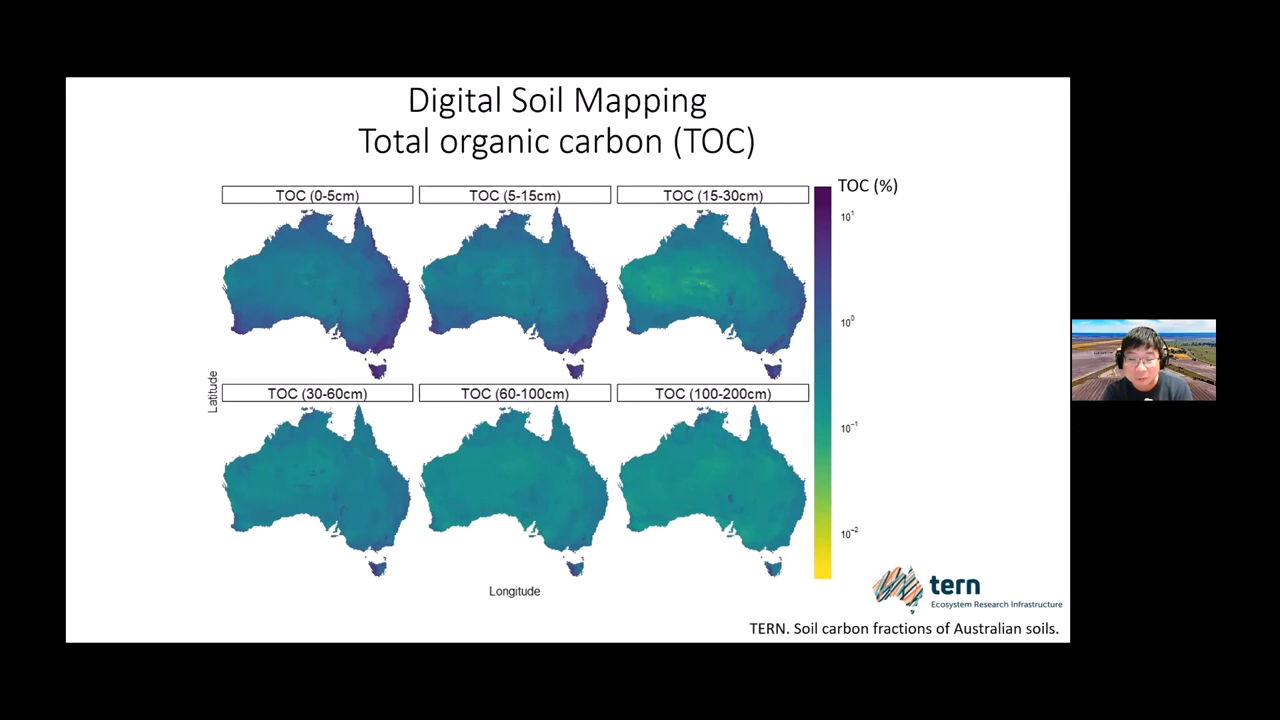 Digital Soil Mapping
Total organic carbon (TOC)
TOC (0-5cm)
TOC (5-15cm)
TOC (15-30cm)
TOC (%)
10¹
10⁰
10⁻¹
10⁻²
Latitude
TOC (30-60cm)
TOC (60-100cm)
TOC (100-200cm)
Longitude
tern
Ecosystem Research Infrastructure
TERN. Soil carbon fractions of Australian soils.